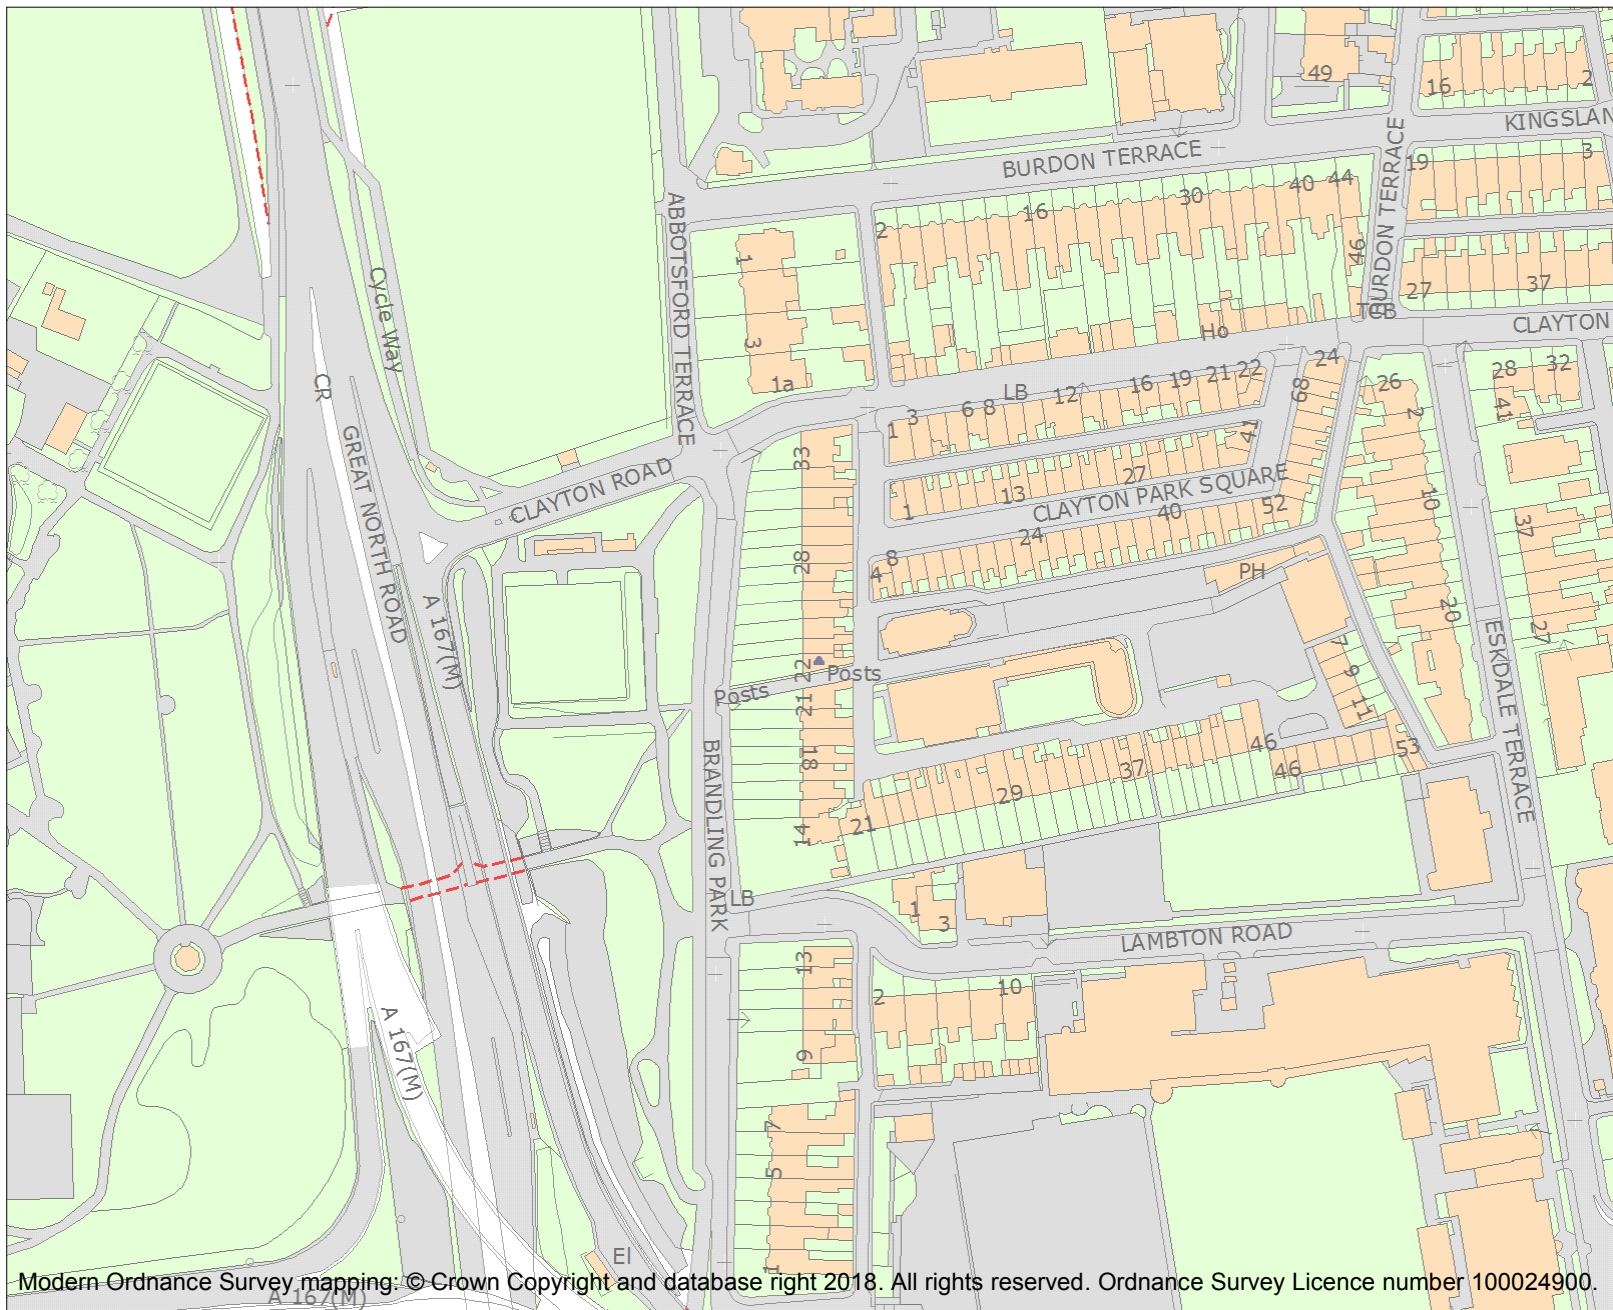 49
16
2
KINGSLAN
BURDON TERRACE
BURDON TERRACE
19
3
ABBOTSFORD TERRACE
2
16
30
40
44
46
1
3
1a
Cycle Way
27
37
TCB
CLAYTON
Ho
CR
LB
1
3
6
8
12
16
19
21
22
24
68
26
2
28
32
41
41
GREAT NORTH ROAD
CLAYTON ROAD
33
13
27
1
CLAYTON PARK SQUARE
24
40
52
10
37
28
4
8
PH
A 167(M)
20
27
7
9
11
ESKDALE TERRACE
22
Posts
Posts
21
18
BRANDLING PARK
46
46
53
37
29
21
14
LB
1
3
LAMBTON ROAD
13
2
10
9
A 167(M)
7
5
1
El
A 167(M)
Modern Ordnance Survey mapping: © Crown Copyright and database right 2018. All rights reserved. Ordnance Survey Licence number 100024900.